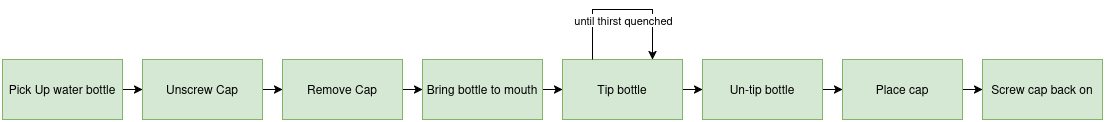 until thirst quenched
Pick Up water bottle
Unscrew Cap
Remove Cap
Bring bottle to mouth
Tip bottle
Un-tip bottle
Place cap
Screw cap back on